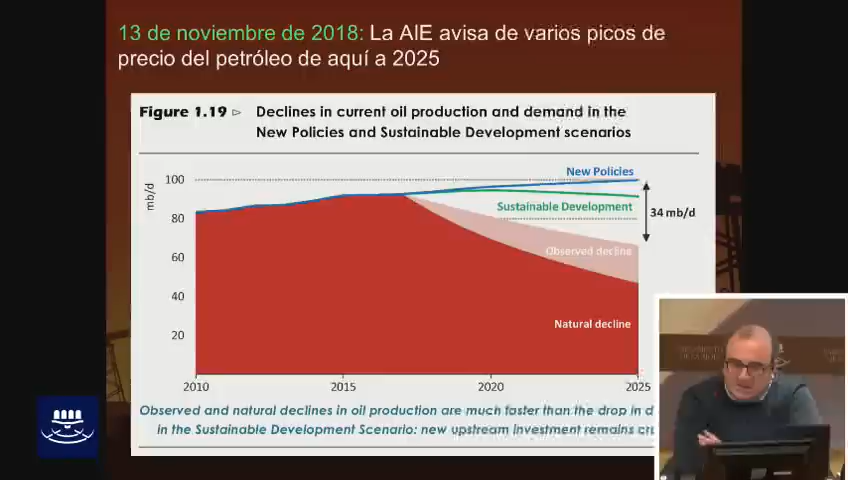 13 de noviembre de 2018: La AIE avisa de varios picos de
precio del petróleo de aquí a 2025
Figure 1.19 ▷ Declines in current oil production and demand in the
New Policies and Sustainable Development scenarios
mb/d
100
80
60
40
20
New Policies
Sustainable Development
34 mb/d
Observed decline
Natural decline
2010
2015
2020
2025
Observed and natural declines in oil production are much faster than the drop in d
in the Sustainable Development Scenario: new upstream investment remains cru